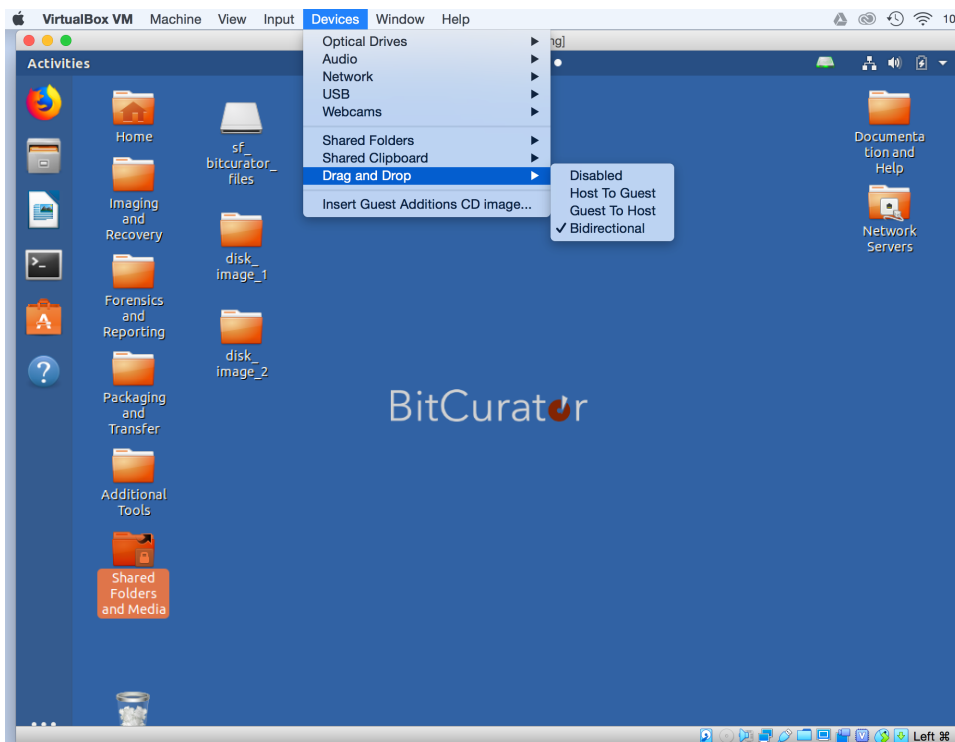 VirtualBox VM Machine View Input Devices Window Help 10
ng]
Activities
Optical Drives
Audio
Network
USB
Webcams
Shared Folders
Shared Clipboard
Drag and Drop
Insert Guest Additions CD image...
Disabled
Host To Guest
Guest To Host
✓ Bidirectional
Home
Imaging
and
Recovery
Forensics
and
Reporting
Packaging
and
Transfer
Additional
Tools
Shared
Folders
and Media
sf_
bitcurator_
files
disk_
image_1
disk_
image_2
BitCurator
Documenta
tion and
Help
Network
Servers
Left ⌘